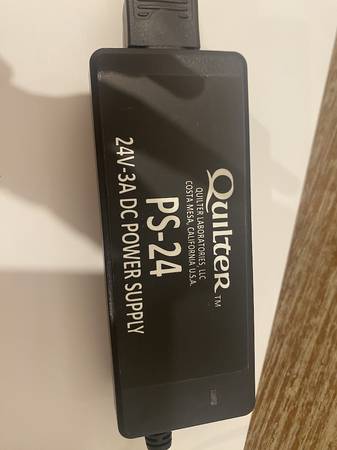 Quilter™
QUILTER LABORATORIES, LLC
COSTA MESA, CALIFORNIA U.S.A.
PS-24
24V-3A DC POWER SUPPLY